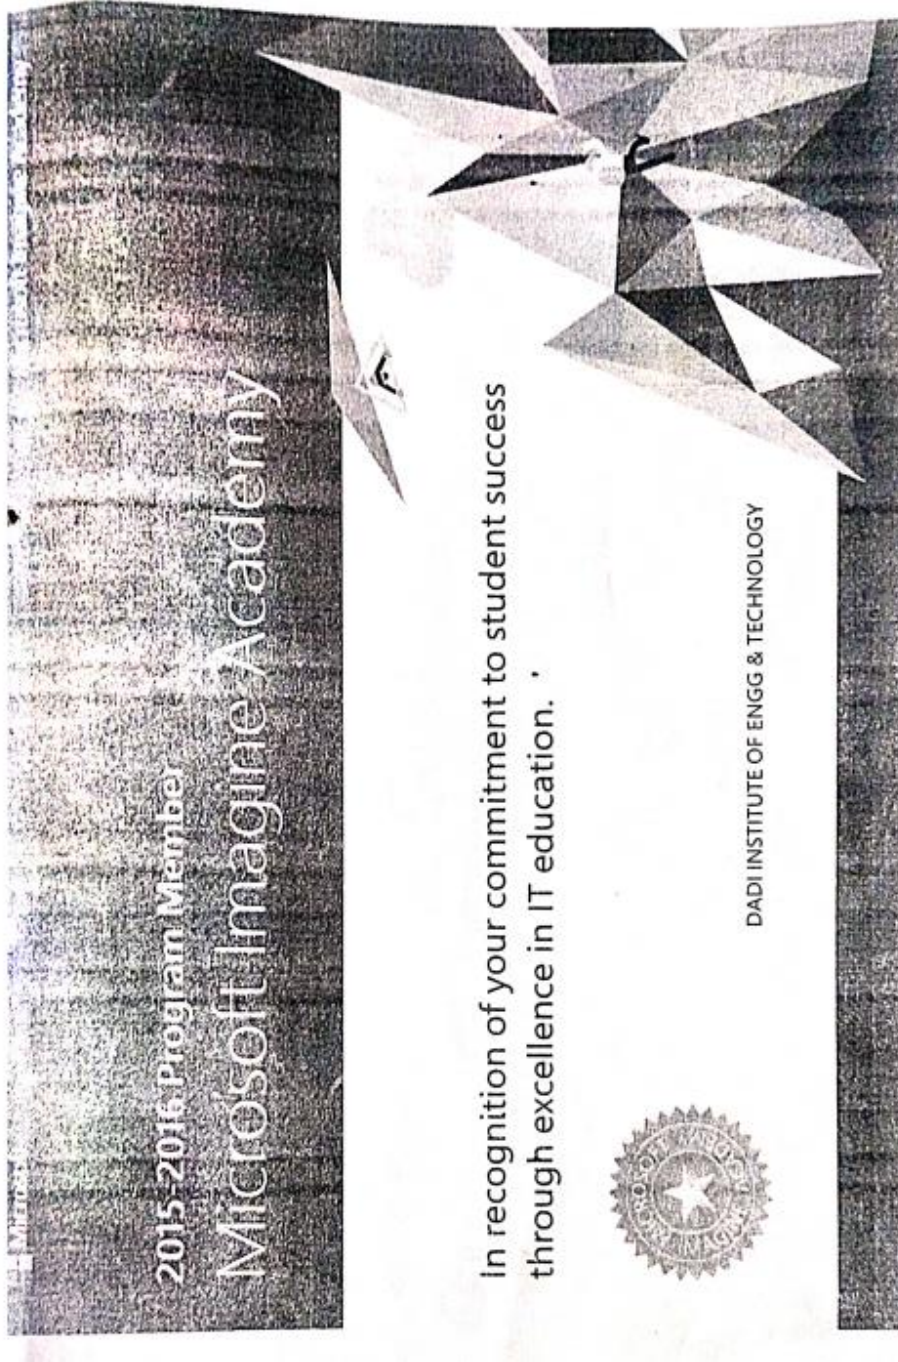 Microsoft
2015-2016 Program Member
Microsoft Imagine Academy
In recognition of your commitment to student success
through excellence in IT education.
DADI INSTITUTE OF ENGG & TECHNOLOGY